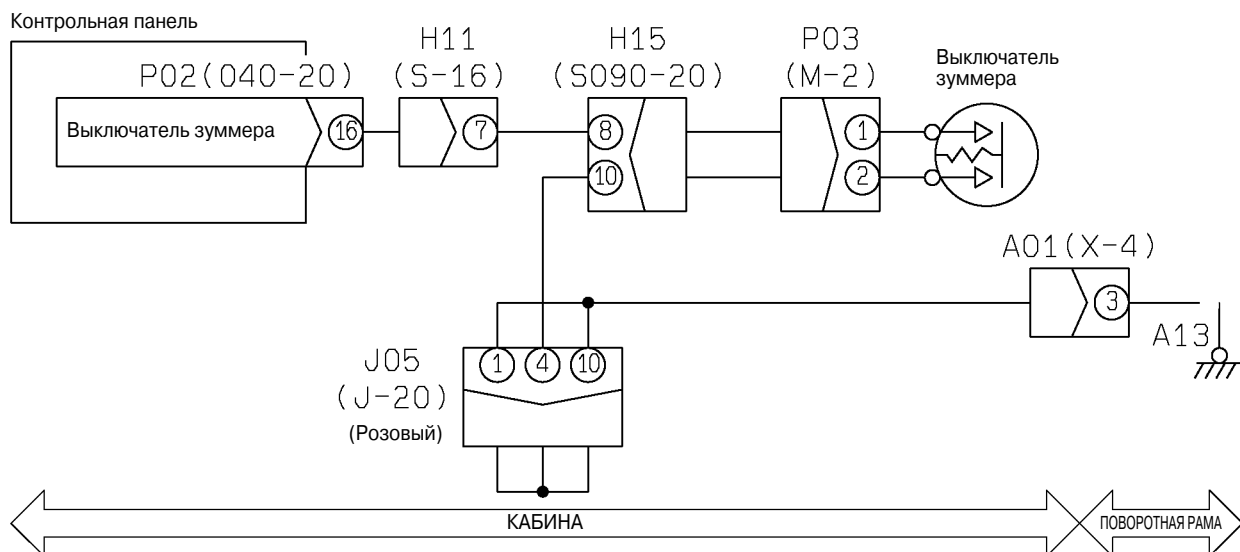 Контрольная панель
P02(040-20)
Выключатель зуммера
16
H11
(S-16)
7
H15
(S090-20)
8
10
P03
(M-2)
1
2
Выключатель
зуммера
A01(X-4)
3
A13
J05
(J-20)
(Розовый)
1
4
10
КАБИНА
ПОВОРОТНАЯ РАМА